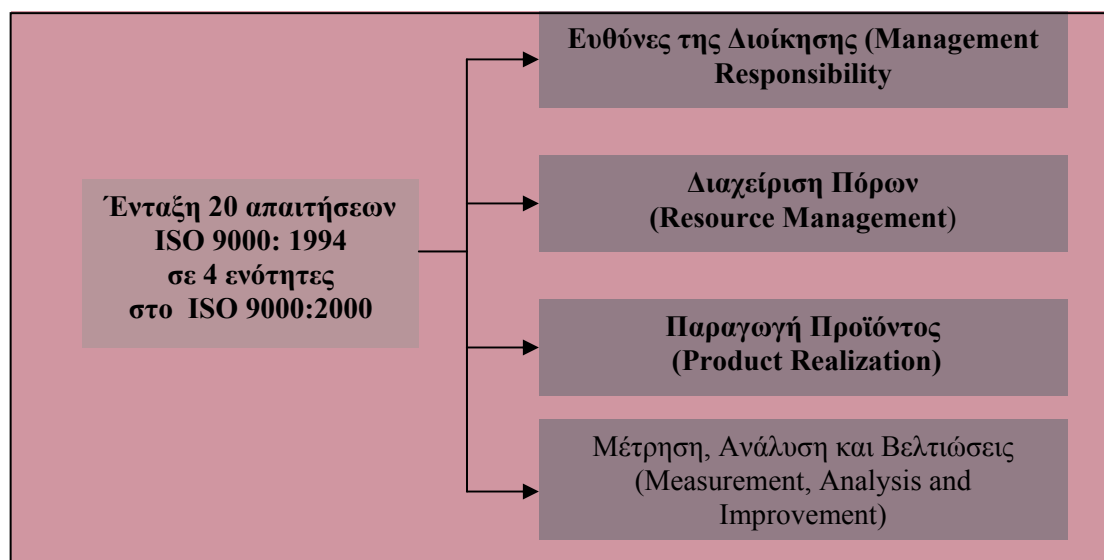 Ευθύνες της Διοίκησης (Management
Responsibility
Διαχείριση Πόρων
(Resource Management)
Ένταξη 20 απαιτήσεων
ISO 9000: 1994
σε 4 ενότητες
στο ISO 9000:2000
Παραγωγή Προϊόντος
(Product Realization)
Μέτρηση, Ανάλυση και Βελτιώσεις
(Measurement, Analysis and
Improvement)